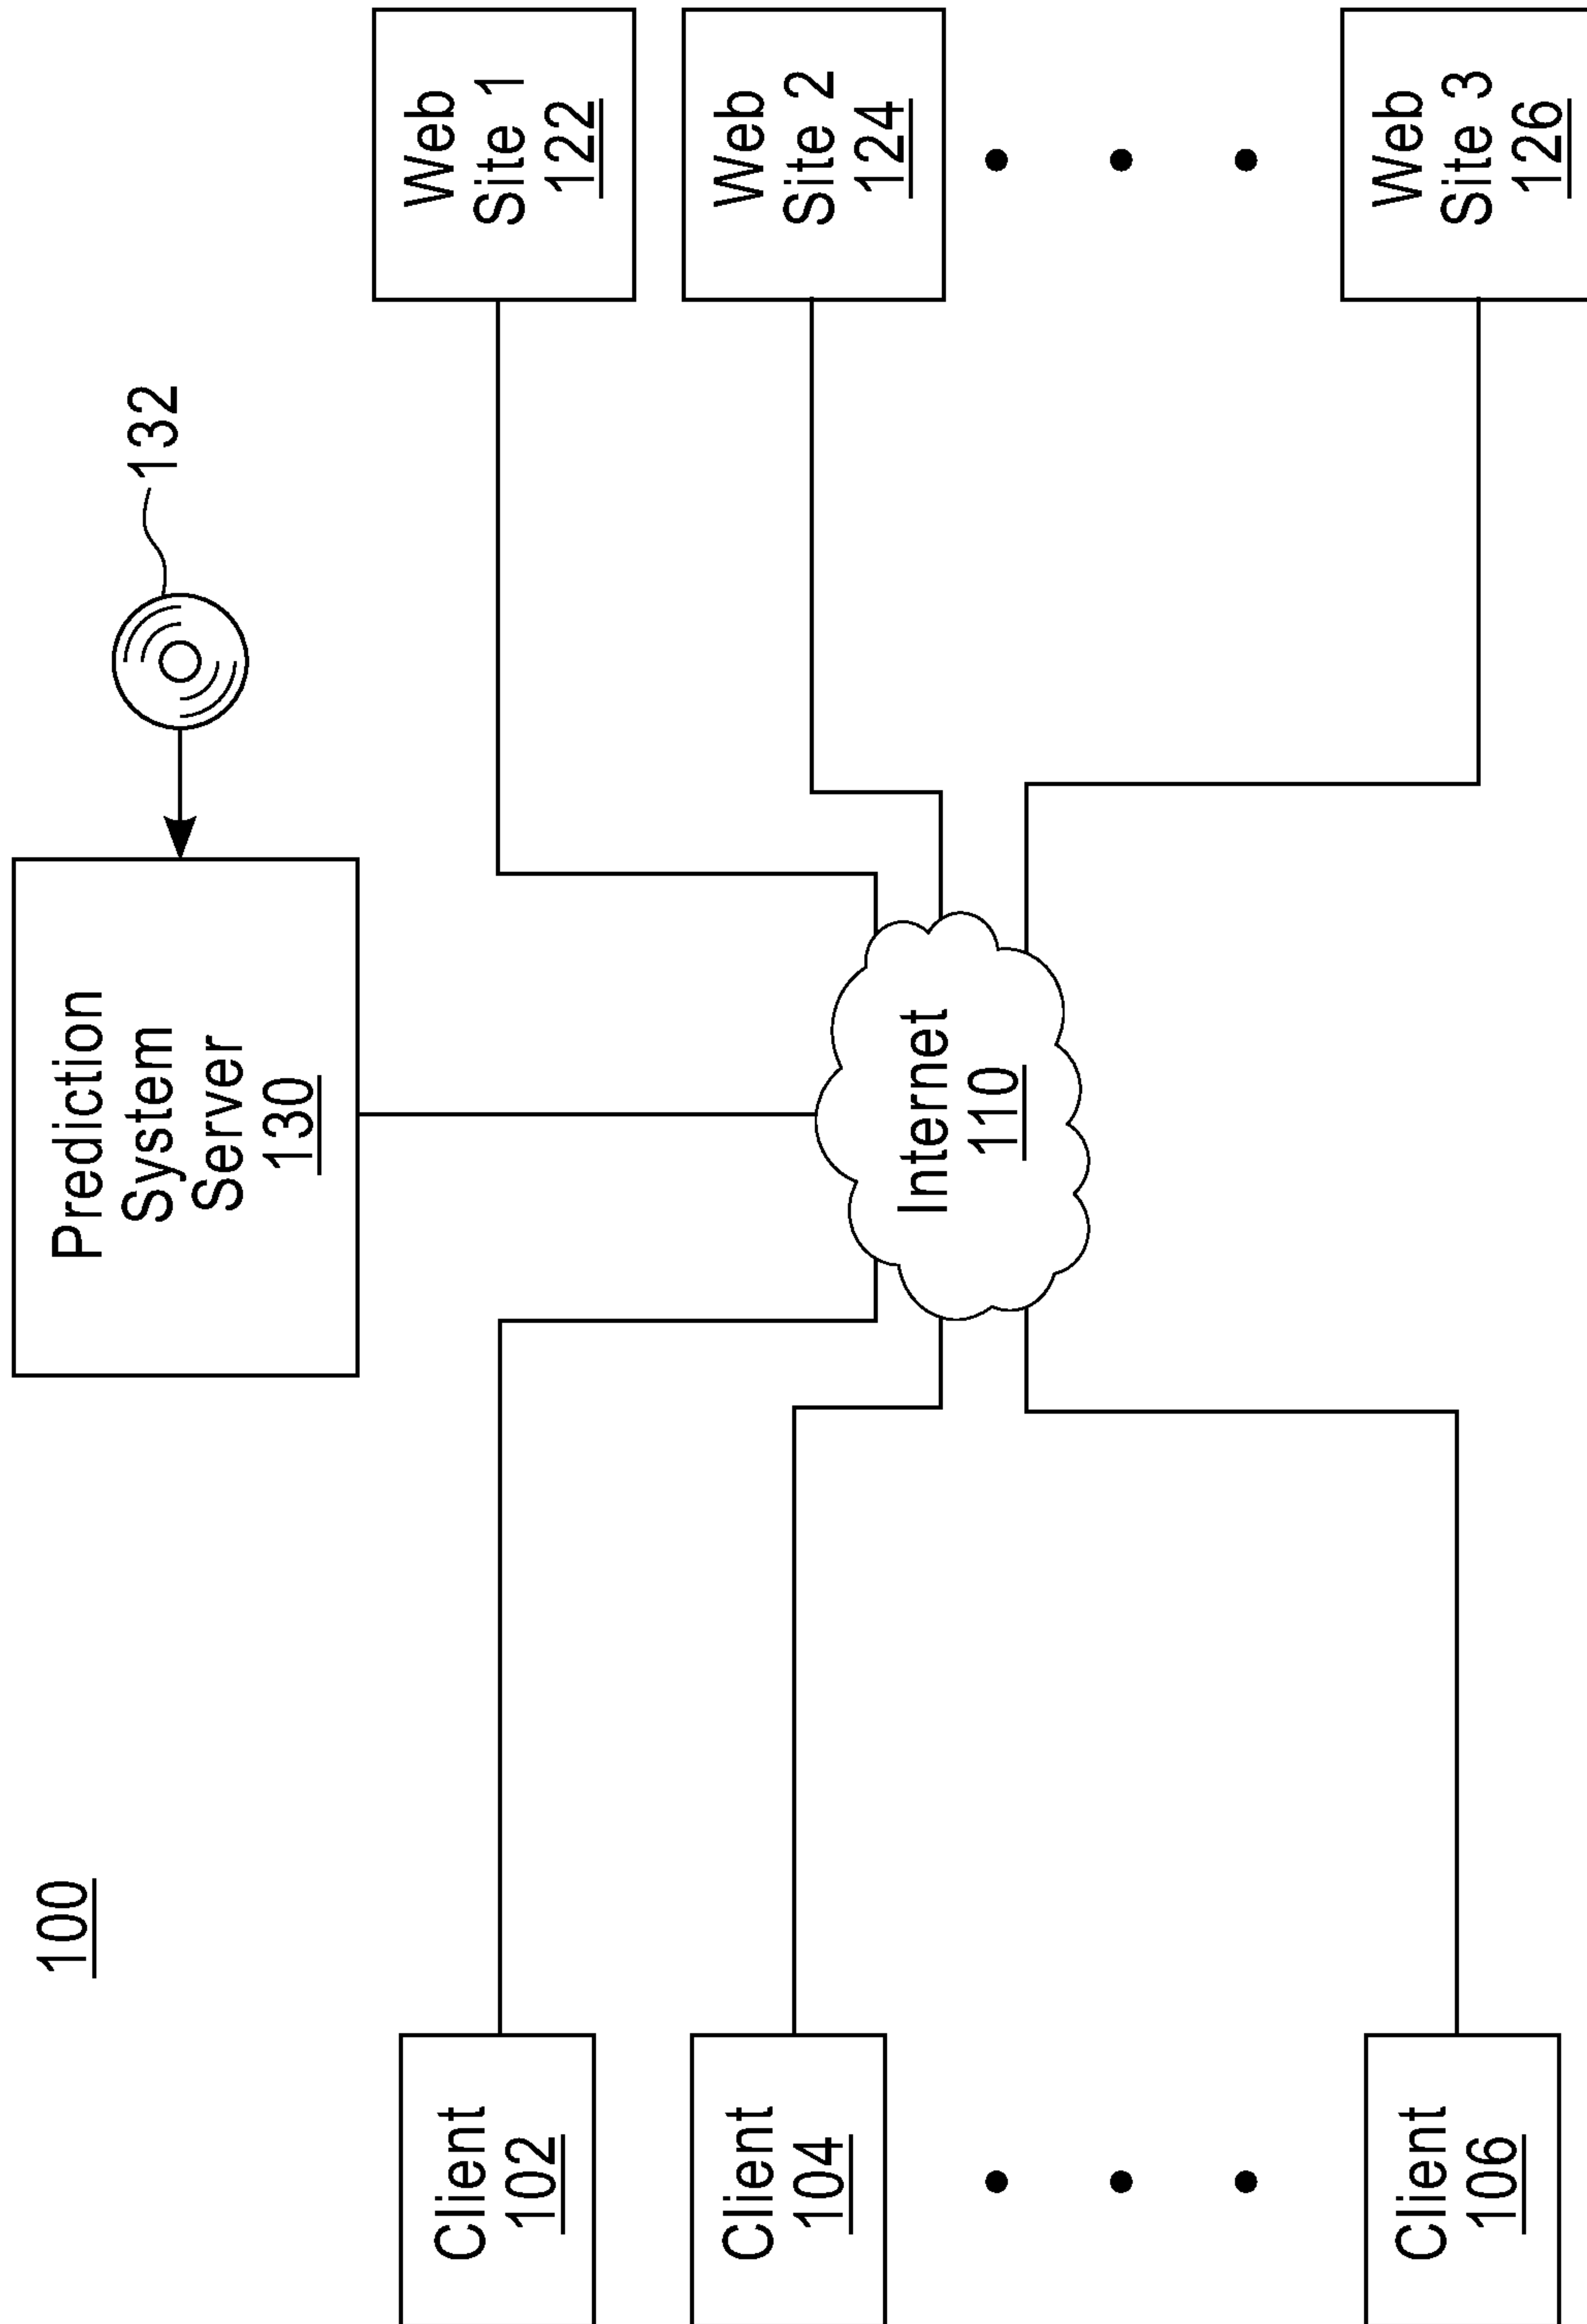 100
Prediction
System
Server
130
132
Client
102
Client
104
Client
106
Internet
110
Web
Site 1
122
Web
Site 2
124
Web
Site 3
126